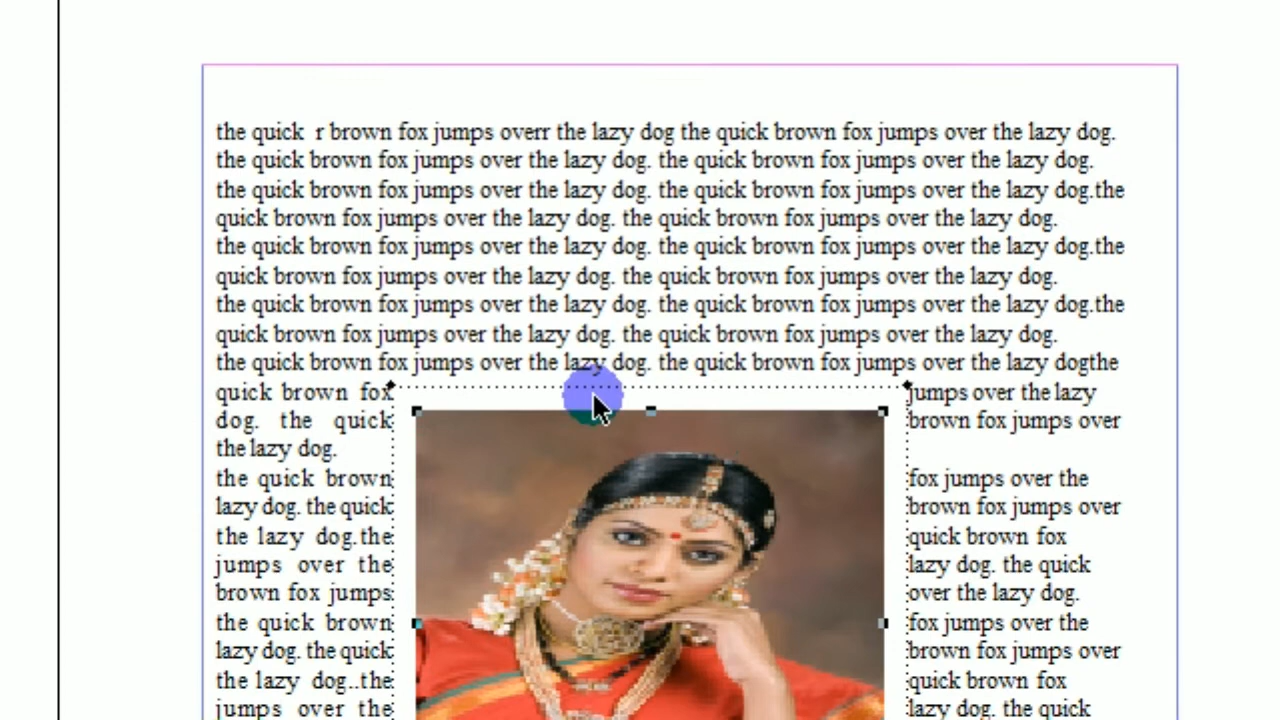 the quick r brown fox jumps overr the lazy dog the quick brown fox jumps over the lazy dog.
the quick brown fox jumps over the lazy dog. the quick brown fox jumps over the lazy dog.
the quick brown fox jumps over the lazy dog. the quick brown fox jumps over the lazy dog.the
quick brown fox jumps over the lazy dog. the quick brown fox jumps over the lazy dog.
the quick brown fox jumps over the lazy dog. the quick brown fox jumps over the lazy dog.the
quick brown fox jumps over the lazy dog. the quick brown fox jumps over the lazy dog.
the quick brown fox jumps over the lazy dog. the quick brown fox jumps over the lazy dog.the
quick brown fox jumps over the lazy dog. the quick brown fox jumps over the lazy dog.
the quick brown fox jumps over the lazy dog. the quick brown fox jumps over the lazy dogthe
quick brown fox jumps over the lazy
dog. the quick brown fox jumps over
the lazy dog.
the quick brown fox jumps over the
lazy dog. the quick brown fox jumps over
the lazy dog.the quick brown fox
jumps over the lazy dog. the quick
brown fox jumps over the lazy dog.
the quick brown fox jumps over the
lazy dog. the quick brown fox jumps over
the lazy dog..the quick brown fox
jumps over the lazy dog. the quick